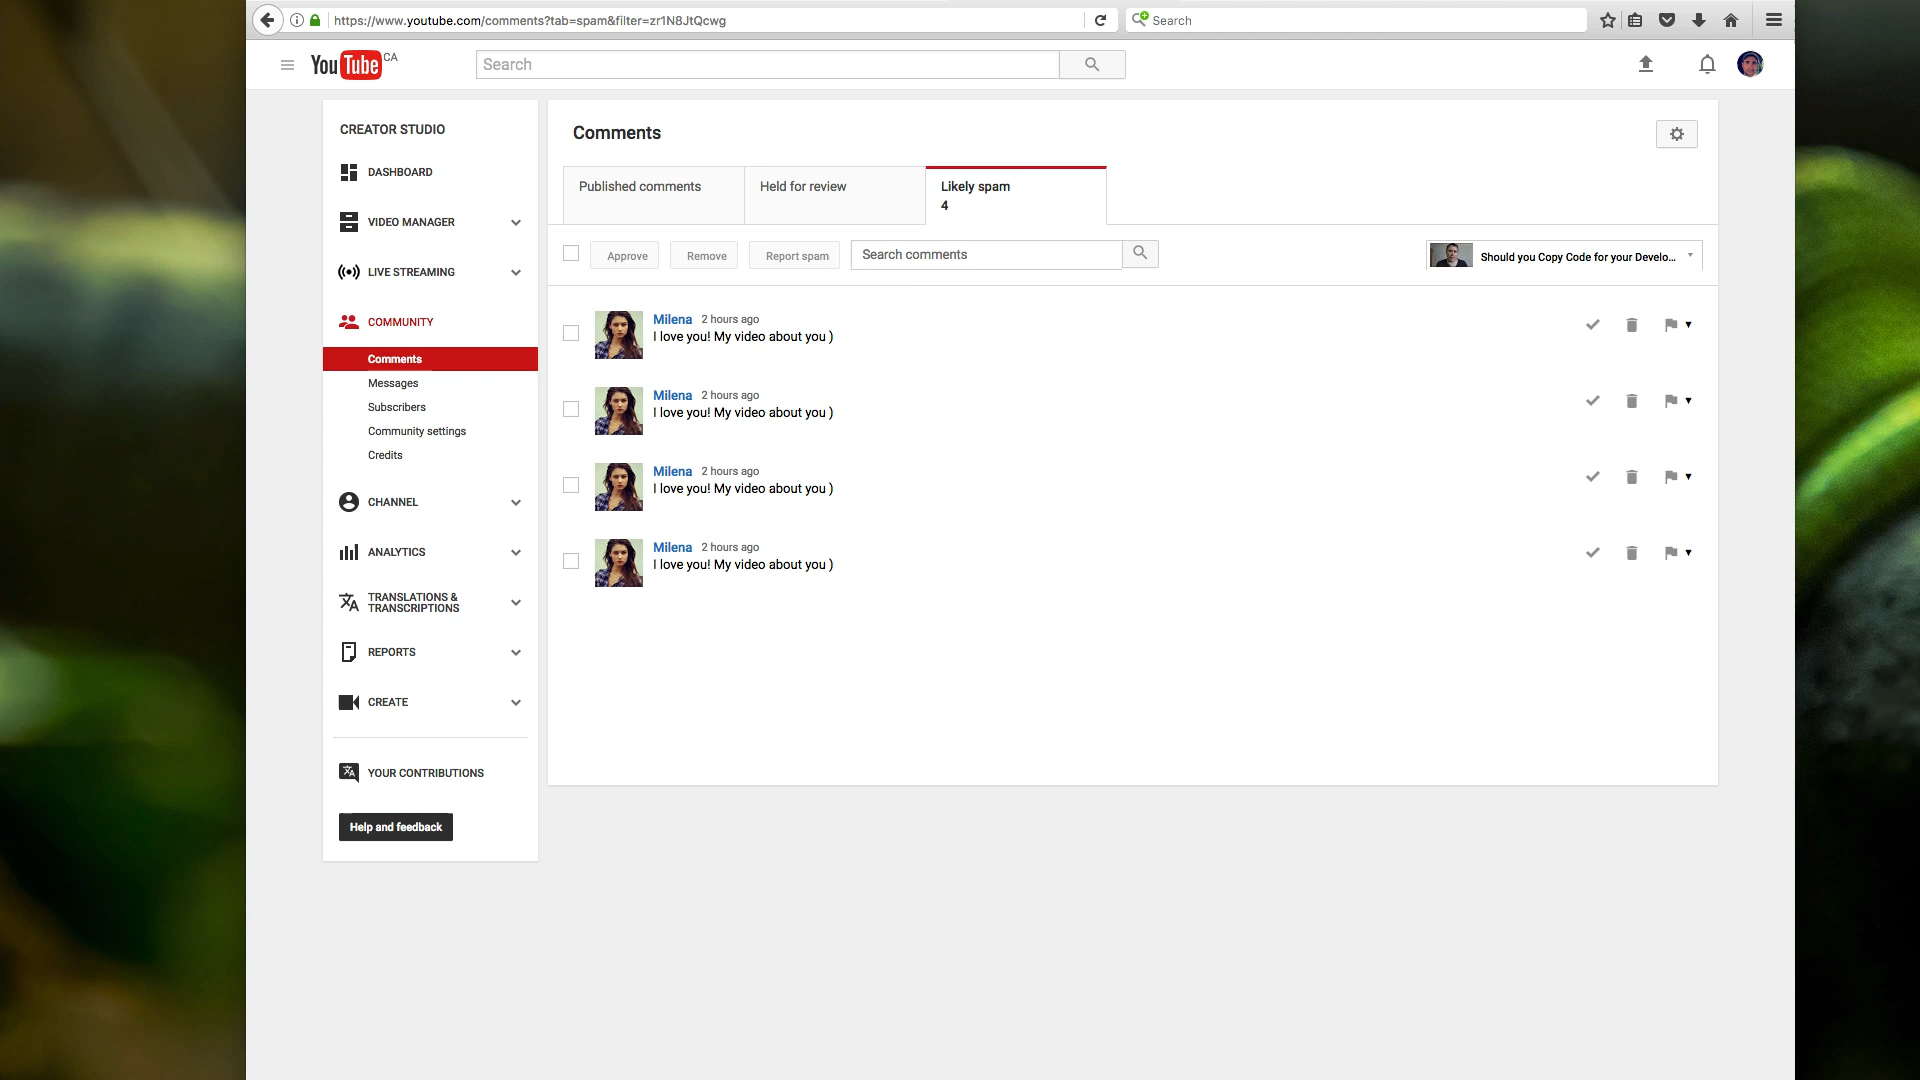 https://www.youtube.com/comments?tab=spam&filter=zr1N8JtQcwg
Search
YouTube CA
Search
CREATOR STUDIO
DASHBOARD
VIDEO MANAGER
LIVE STREAMING
COMMUNITY
Comments
Messages
Subscribers
Community settings
Credits
CHANNEL
ANALYTICS
TRANSLATIONS &
TRANSCRIPTIONS
REPORTS
CREATE
YOUR CONTRIBUTIONS
Help and feedback
Comments
Published comments
Held for review
Likely spam
4
Approve
Remove
Report spam
Search comments
Should you Copy Code for your Develo...
Milena 2 hours ago
I love you! My video about you )
Milena 2 hours ago
I love you! My video about you )
Milena 2 hours ago
I love you! My video about you )
Milena 2 hours ago
I love you! My video about you )